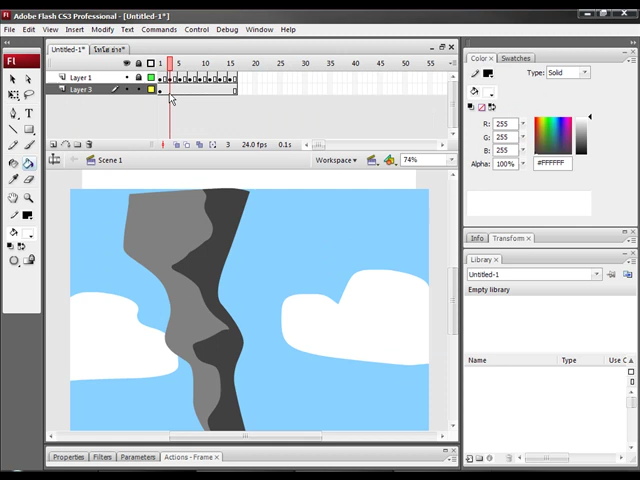 Adobe Flash CS3 Professional - [Untitled-1*]
File Edit View Insert Modify Text Commands Control Debug Window Help
Untitled-1*
1 5 10 15 20 25 30 35 40 45 50 55
Layer 1
Layer 3
3 24.0 fps 0.1s
Scene 1 Workspace 74%
Properties Filters Parameters Actions - Frame
Color Swatches
Type: Solid
R: 255
G: 255
B: 255
Alpha: 100% #FFFFFF
Info Transform
Library
Untitled-1
Empty library
Name Type Use C
Fl